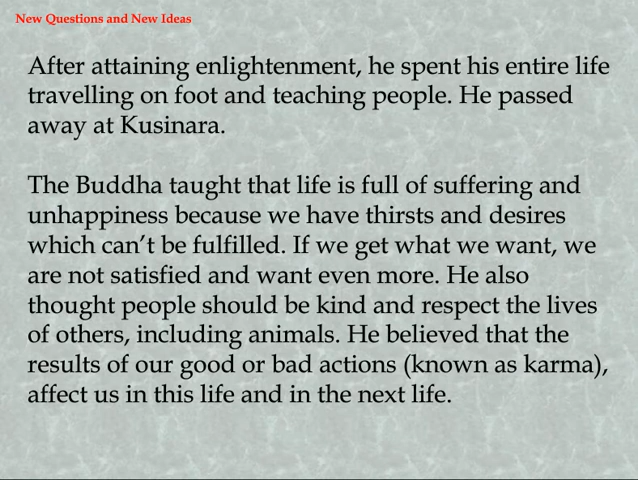 New Questions and New Ideas
After attaining enlightenment, he spent his entire life
travelling on foot and teaching people. He passed
away at Kusinara.
The Buddha taught that life is full of suffering and
unhappiness because we have thirsts and desires
which can’t be fulfilled. If we get what we want, we
are not satisfied and want even more. He also
thought people should be kind and respect the lives
of others, including animals. He believed that the
results of our good or bad actions (known as karma),
affect us in this life and in the next life.